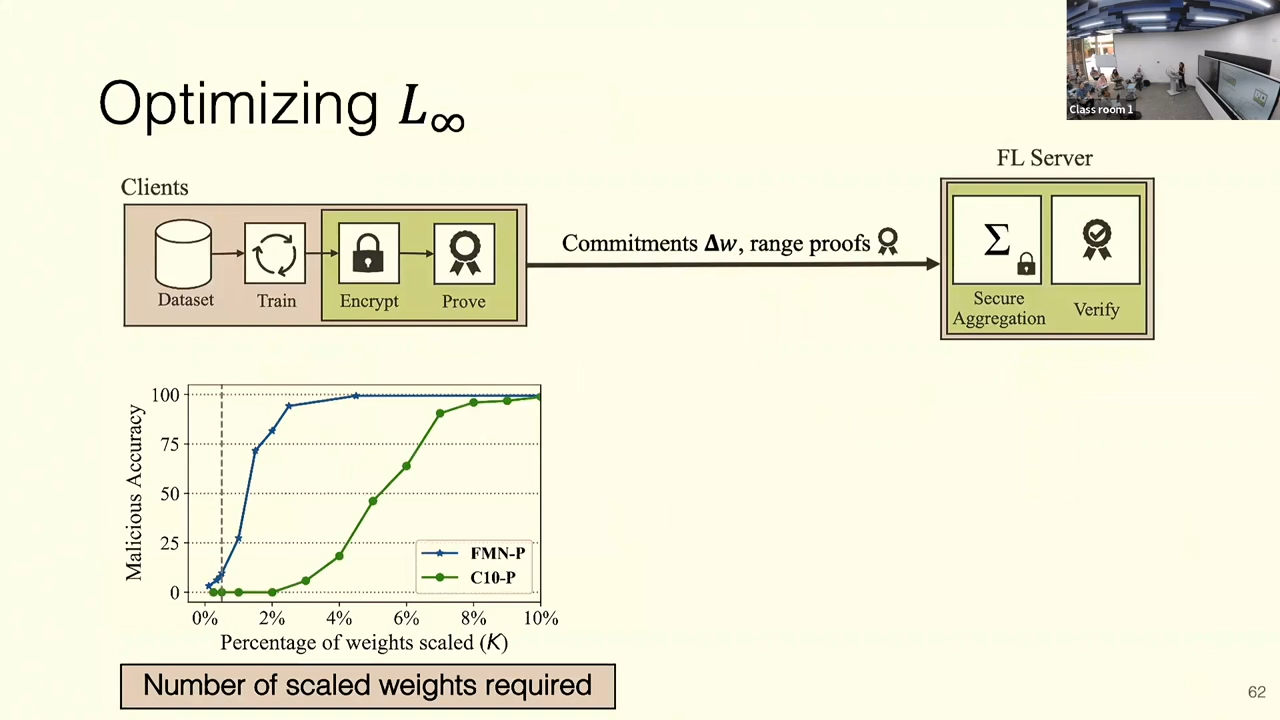 Optimizing L∞
Class room 1
Clients
Dataset
Train
Encrypt
Prove
Commitments Δw, range proofs
FL Server
Σ
Secure
Aggregation
Verify
Malicious Accuracy
100
75
50
25
0
FMN-P
C10-P
0% 2% 4% 6% 8% 10%
Percentage of weights scaled (K)
Number of scaled weights required
62